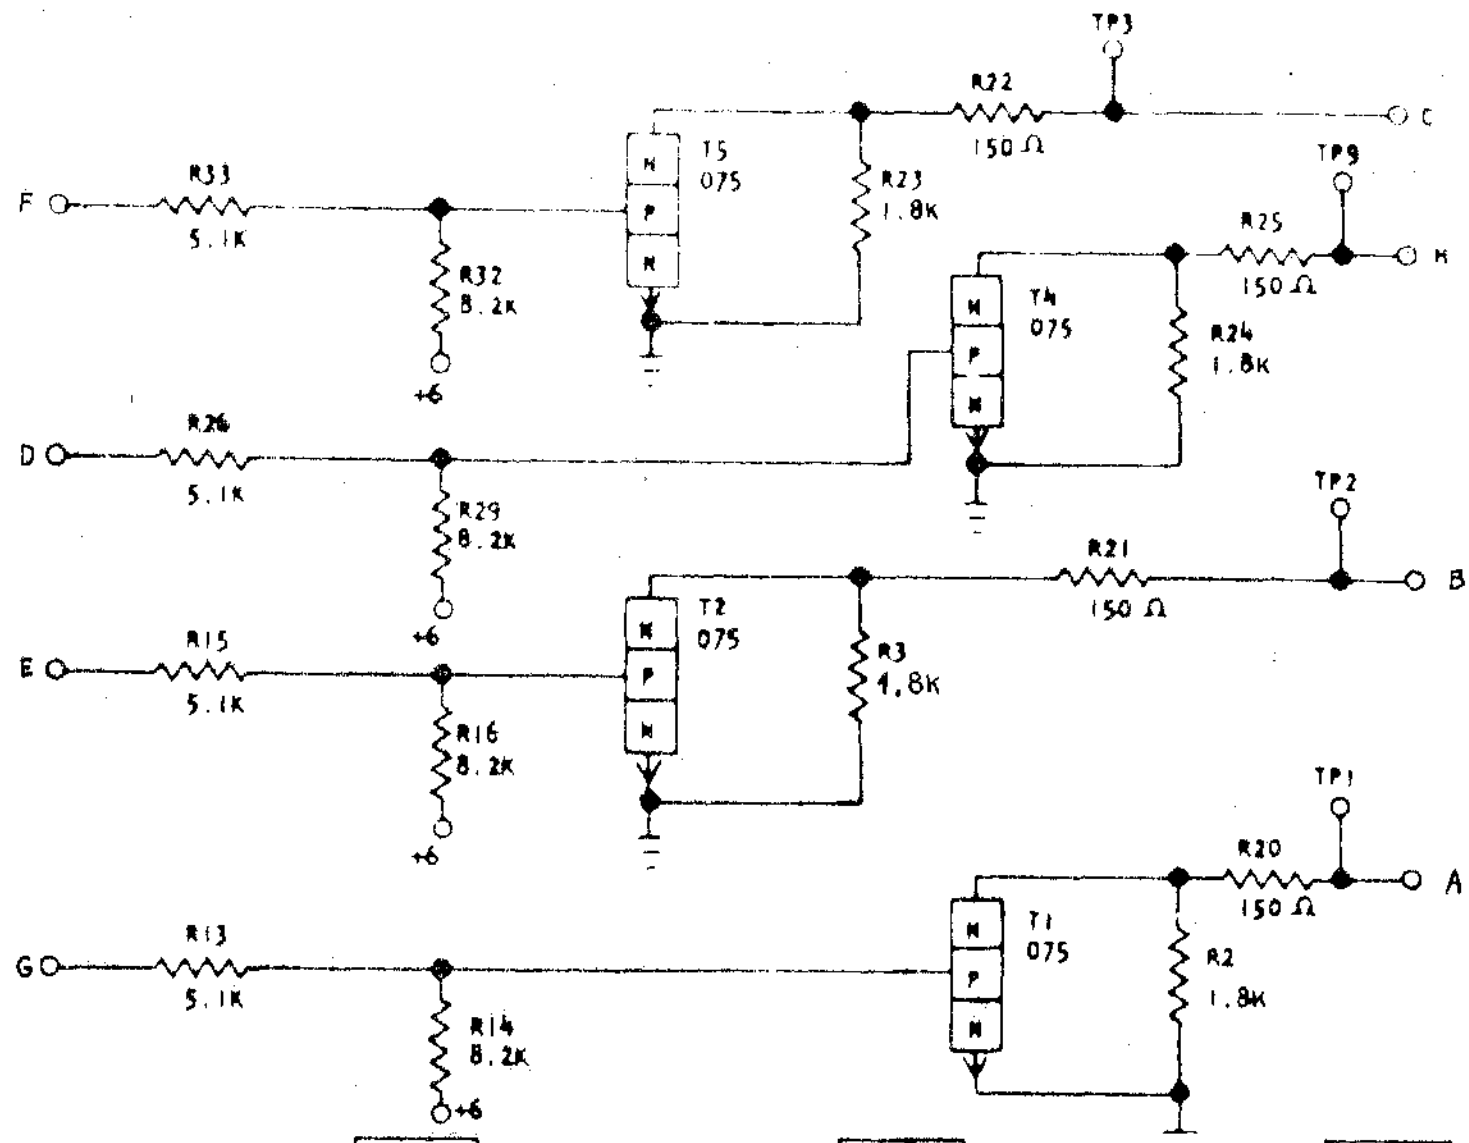 TP3
R22
150 Ω
C
T5
075
N
P
N
R23
1.8K
TP9
R33
F
5.1K
R25
150 Ω
H
R32
8.2K
+6
T4
075
N
P
N
R24
1.8K
R26
D
5.1K
R29
8.2K
+6
TP2
R21
150 Ω
B
T2
075
N
P
N
R3
1.8K
R15
E
5.1K
R16
8.2K
+6
TP1
R20
150 Ω
A
T1
075
N
P
N
R2
1.8K
R13
G
5.1K
R14
8.2K
+6